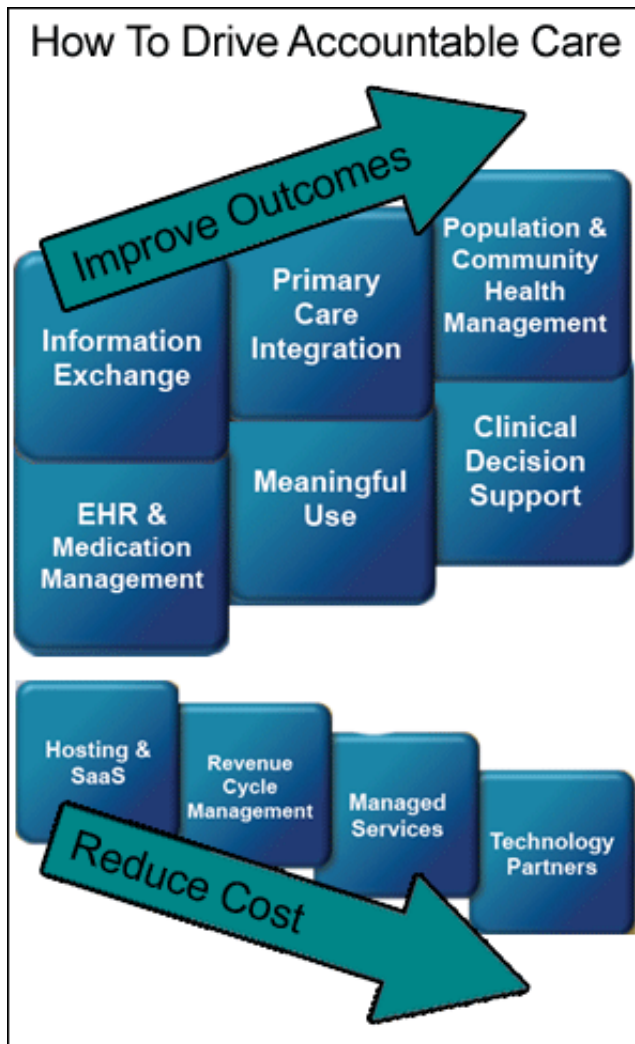 How To Drive Accountable Care
Improve Outcomes
Information
Exchange
Primary
Care
Integration
Population &
Community
Health
Management
EHR &
Medication
Management
Meaningful
Use
Clinical
Decision
Support
Hosting &
SaaS
Revenue
Cycle
Management
Managed
Services
Technology
Partners
Reduce Cost